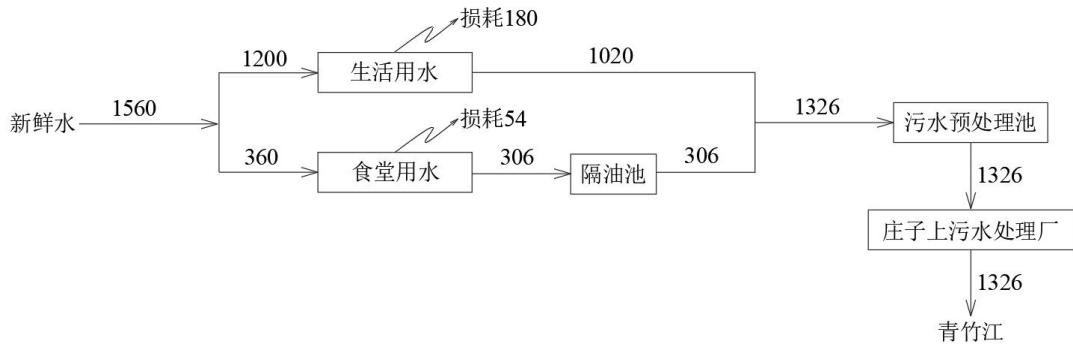 损耗180
1200
生活用水
1020
新鲜水
1560
1326
污水预处理池
损耗54
360
食堂用水
306
隔油池
306
1326
庄子上污水处理厂
1326
青竹江